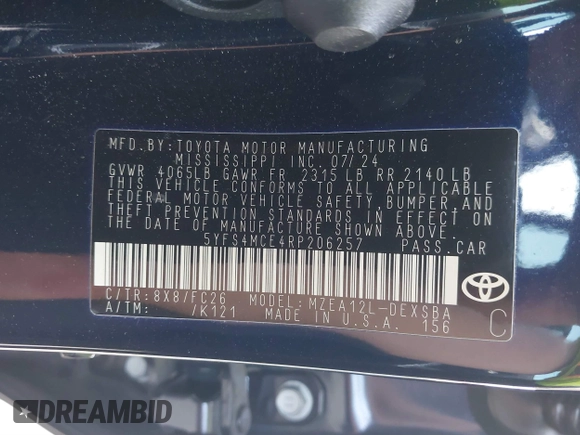 MFD. BY: TOYOTA MOTOR MANUFACTURING
MISSISSIPPI INC. 07/24
GVWR 4065LB GAWR FR 2315 LB RR 2140 LB
THIS VEHICLE CONFORMS TO ALL APPLICABLE
FEDERAL MOTOR VEHICLE SAFETY, BUMPER, AND
THEFT PREVENTION STANDARDS IN EFFECT ON
THE DATE OF MANUFACTURE SHOWN ABOVE.
5YFS4MCE4RP206257 PASS. CAR
C/TR: 8X8/FC26 MODEL: MZEA12L-DEXSBA
A/TM: /K121 MADE IN U.S.A. 156
C
DREAMBID